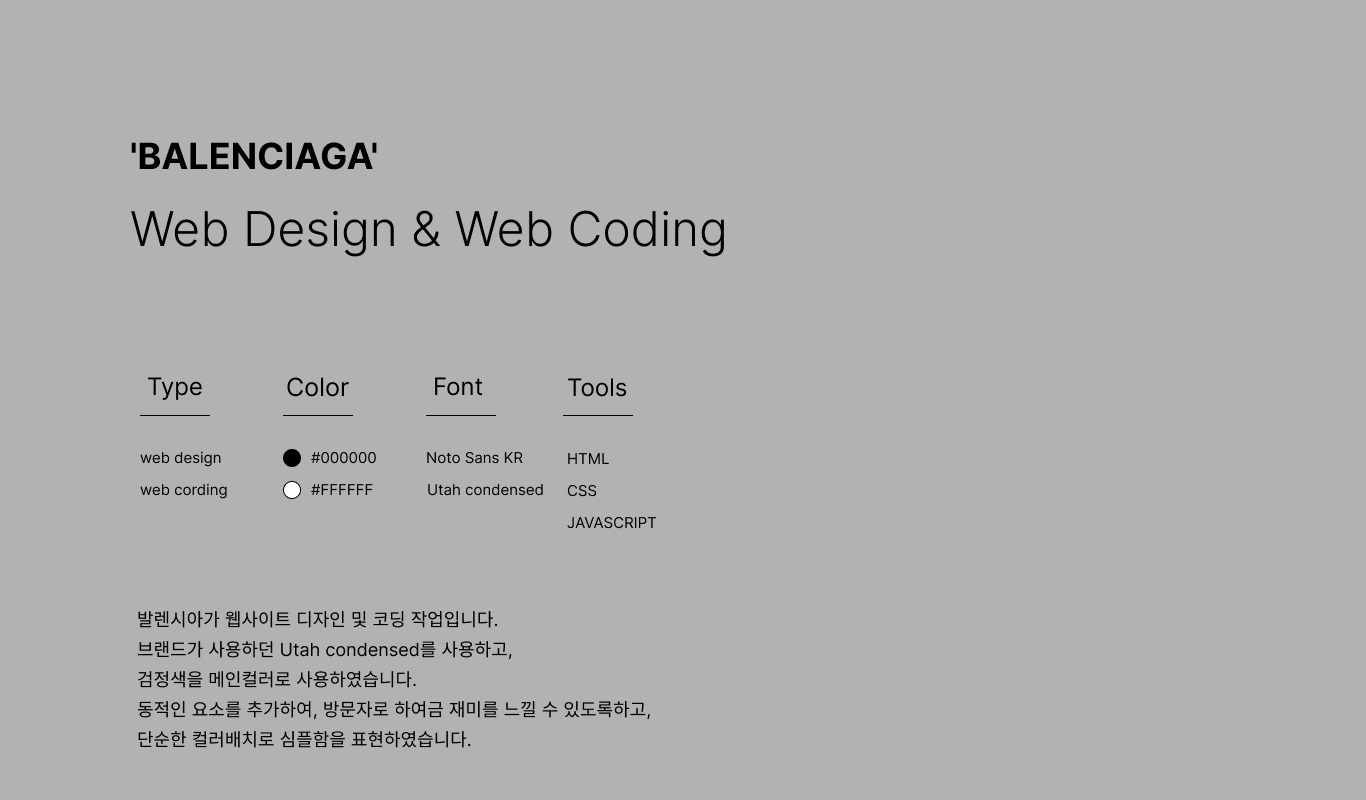 'BALENCIAGA'
Web Design & Web Coding
Type
Color
Font
Tools
web design
#000000
Noto Sans KR
HTML
web cording
#FFFFFF
Utah condensed
CSS
JAVASCRIPT
발렌시아가 웹사이트 디자인 및 코딩 작업입니다.
브랜드가 사용하던 Utah condensed를 사용하고,
검정색을 메인컬러로 사용하였습니다.
동적인 요소를 추가하여, 방문자로 하여금 재미를 느낄 수 있도록하고,
단순한 컬러배치로 심플함을 표현하였습니다.